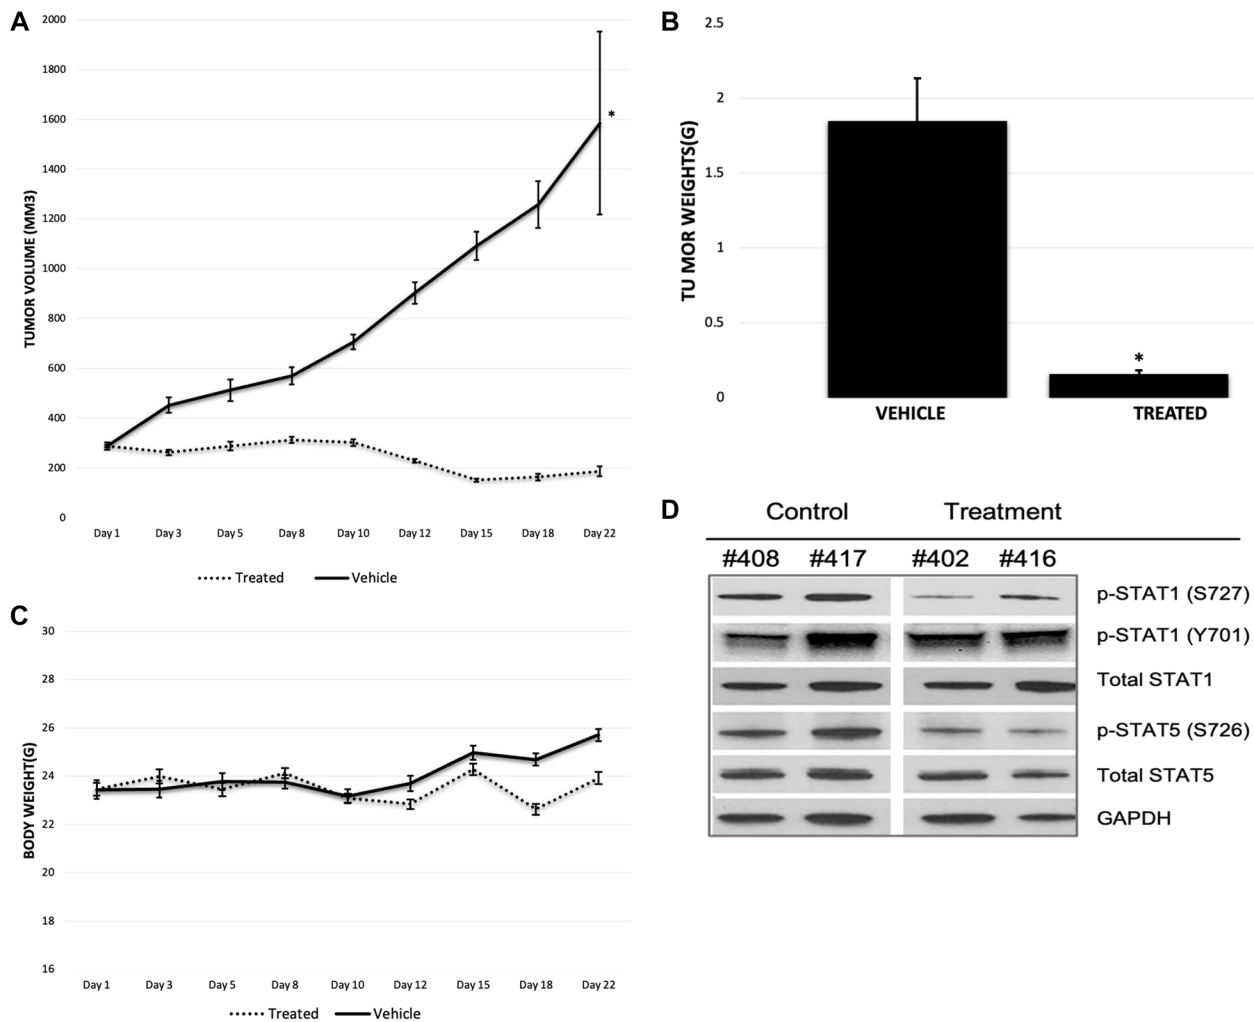 A
2000
1800
1600
*
1400
1200
1000
800
600
400
200
0
TUMOR VOLUME (MM3)
Day 1 Day 3 Day 5 Day 8 Day 10 Day 12 Day 15 Day 18 Day 22
Treated Vehicle
B
2.5
2
1.5
1
0.5
0
TU MOR WEIGHTS(G)
*
VEHICLE TREATED
C
30
28
26
24
22
20
18
16
BODY WEIGHT(G)
Day 1 Day 3 Day 5 Day 8 Day 10 Day 12 Day 15 Day 18 Day 22
Treated Vehicle
D
Control Treatment
#408 #417 #402 #416
p-STAT1 (S727)
p-STAT1 (Y701)
Total STAT1
p-STAT5 (S726)
Total STAT5
GAPDH